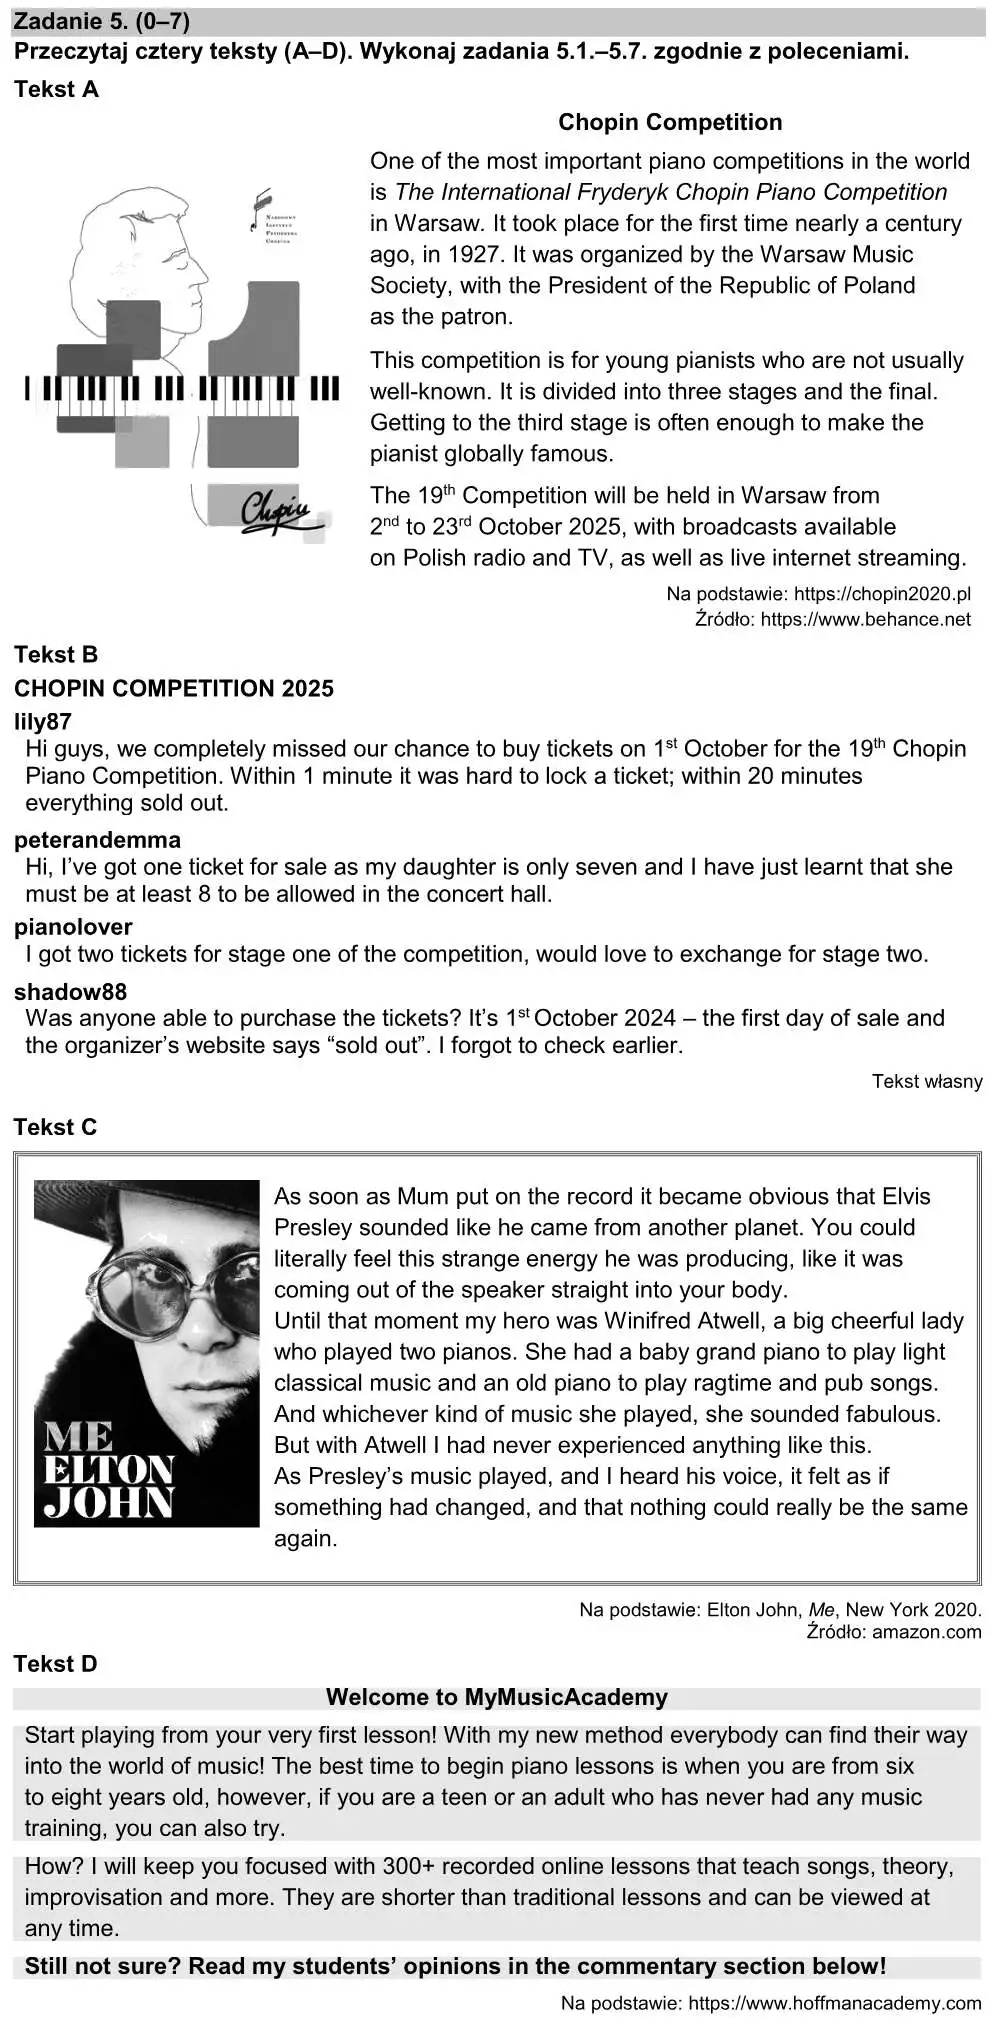 Zadanie 5. (0–7)
Przeczytaj cztery teksty (A–D). Wykonaj zadania 5.1.–5.7. zgodnie z poleceniami.
Tekst A
Chopin Competition
One of the most important piano competitions in the world
is The International Fryderyk Chopin Piano Competition
in Warsaw. It took place for the first time nearly a century
ago, in 1927. It was organized by the Warsaw Music
Society, with the President of the Republic of Poland
as the patron.
This competition is for young pianists who are not usually
well-known. It is divided into three stages and the final.
Getting to the third stage is often enough to make the
pianist globally famous.
The 19th Competition will be held in Warsaw from
2nd to 23rd October 2025, with broadcasts available
on Polish radio and TV, as well as live internet streaming.
Narodowy
Instytut
Fryderyka
Chopina
Chopin
Na podstawie: https://chopin2020.pl
Źródło: https://www.behance.net
Tekst B
CHOPIN COMPETITION 2025
lily87
Hi guys, we completely missed our chance to buy tickets on 1st October for the 19th Chopin
Piano Competition. Within 1 minute it was hard to lock a ticket; within 20 minutes
everything sold out.
peterandemma
Hi, I’ve got one ticket for sale as my daughter is only seven and I have just learnt that she
must be at least 8 to be allowed in the concert hall.
pianolover
I got two tickets for stage one of the competition, would love to exchange for stage two.
shadow88
Was anyone able to purchase the tickets? It’s 1st October 2024 – the first day of sale and
the organizer’s website says “sold out”. I forgot to check earlier.
Tekst własny
Tekst C
As soon as Mum put on the record it became obvious that Elvis
Presley sounded like he came from another planet. You could
literally feel this strange energy he was producing, like it was
coming out of the speaker straight into your body.
Until that moment my hero was Winifred Atwell, a big cheerful lady
who played two pianos. She had a baby grand piano to play light
classical music and an old piano to play ragtime and pub songs.
And whichever kind of music she played, she sounded fabulous.
But with Atwell I had never experienced anything like this.
As Presley’s music played, and I heard his voice, it felt as if
something had changed, and that nothing could really be the same
again.
ME
ELTON
JOHN
Na podstawie: Elton John, Me, New York 2020.
Źródło: amazon.com
Tekst D
Welcome to MyMusicAcademy
Start playing from your very first lesson! With my new method everybody can find their way
into the world of music! The best time to begin piano lessons is when you are from six
to eight years old, however, if you are a teen or an adult who has never had any music
training, you can also try.
How? I will keep you focused with 300+ recorded online lessons that teach songs, theory,
improvisation and more. They are shorter than traditional lessons and can be viewed at
any time.
Still not sure? Read my students’ opinions in the commentary section below!
Na podstawie: https://www.hoffmanacademy.com